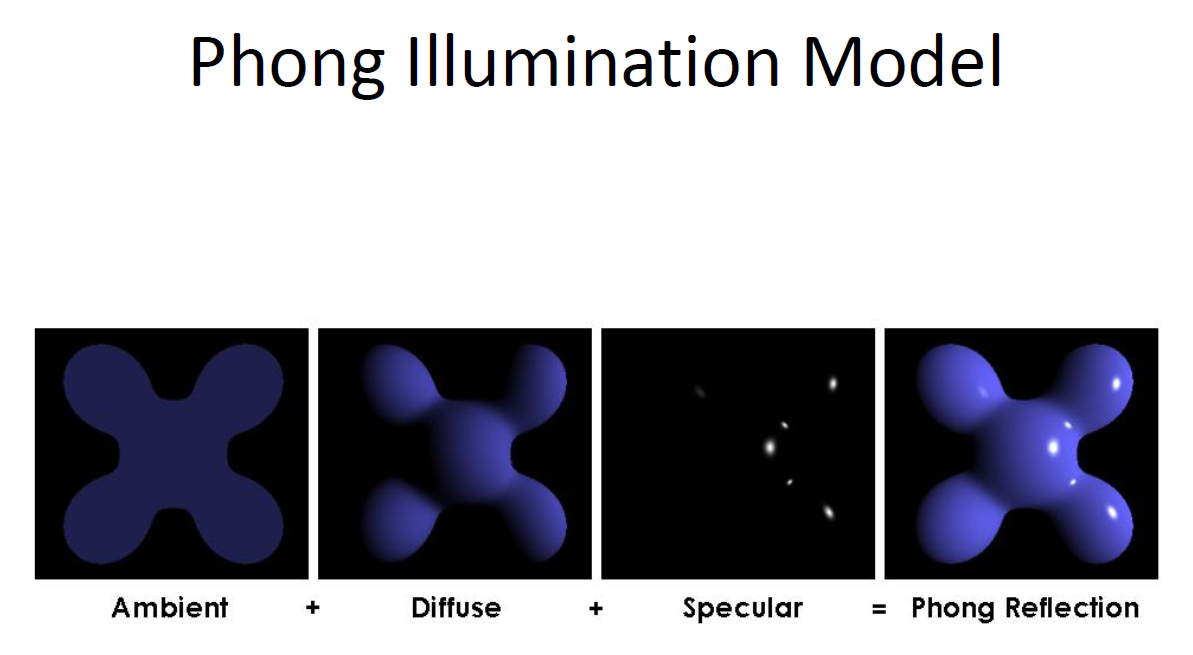 Phong Illumination Model
Ambient + Diffuse + Specular = Phong Reflection